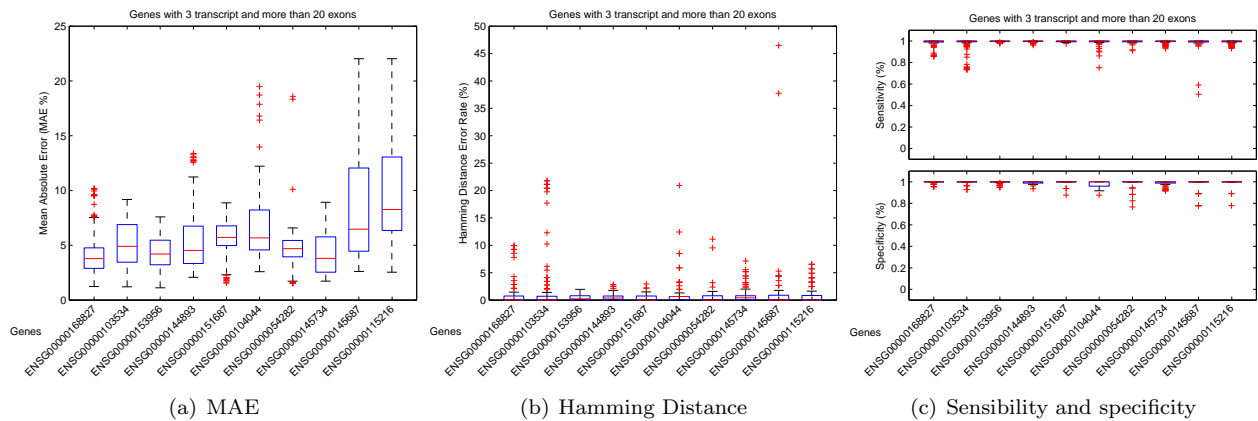 Genes with 3 transcript and more than 20 exons
Mean Absolute Error (MAE %)
25
20
15
10
5
0
Genes
ENSG00000168827
ENSG00000103534
ENSG00000153956
ENSG00000144893
ENSG00000151687
ENSG00000104044
ENSG00000054282
ENSG00000145734
ENSG00000145687
ENSG00000115216
(a) MAE
Genes with 3 transcript and more than 20 exons
Hamming Distance Error Rate (%)
50
45
40
35
30
25
20
15
10
5
0
Genes
ENSG00000168827
ENSG00000103534
ENSG00000153956
ENSG00000144893
ENSG00000151687
ENSG00000104044
ENSG00000054282
ENSG00000145734
ENSG00000145687
ENSG00000115216
(b) Hamming Distance
Genes with 3 transcript and more than 20 exons
Sensitivity (%)
1
0.8
0.6
0.4
0.2
0
Specificity (%)
1
0.8
0.6
0.4
0.2
0
Genes
ENSG00000168827
ENSG00000103534
ENSG00000153956
ENSG00000144893
ENSG00000151687
ENSG00000104044
ENSG00000054282
ENSG00000145734
ENSG00000145687
ENSG00000115216
(c) Sensibility and specificity